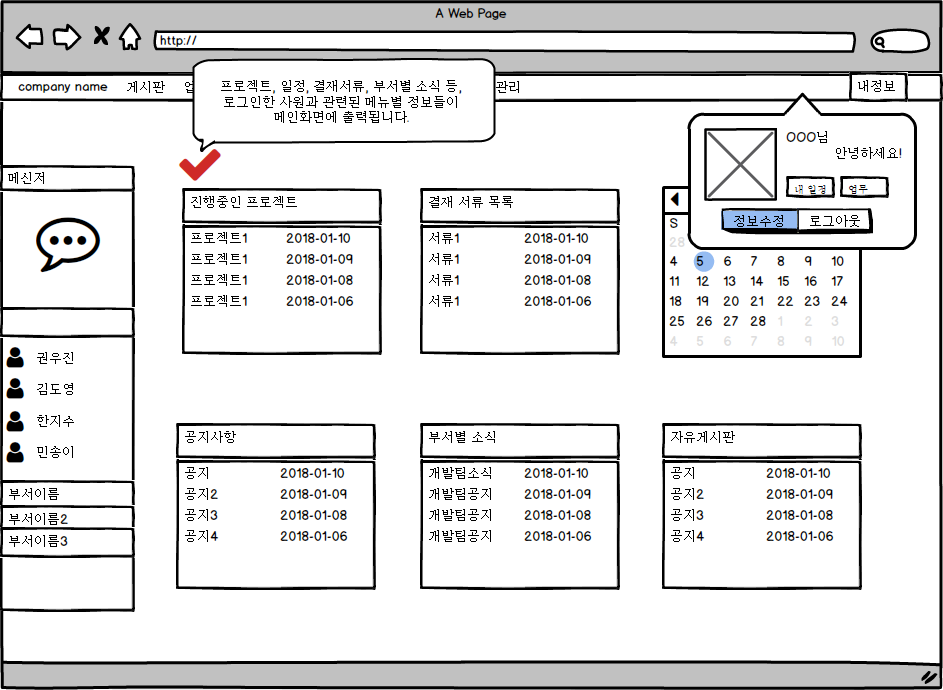 A Web Page
http://
company name 게시판 관리 내정보
프로젝트, 일정, 결재서류, 부서별 소식 등,
로그인한 사원과 관련된 메뉴별 정보들이
메인화면에 출력됩니다.
OOO님
안녕하세요!
내 일정 업무
정보수정 로그아웃
메신저
권우진
김도영
한지수
민송이
부서이름
부서이름2
부서이름3
진행중인 프로젝트
프로젝트1 2018-01-10
프로젝트1 2018-01-09
프로젝트1 2018-01-08
프로젝트1 2018-01-06
결재 서류 목록
서류1 2018-01-10
서류1 2018-01-09
서류1 2018-01-08
서류1 2018-01-06
S
28
4 5 6 7 8 9 10
11 12 13 14 15 16 17
18 19 20 21 22 23 24
25 26 27 28 1 2 3
4 5 6 7 8 9 10
공지사항
공지 2018-01-10
공지2 2018-01-09
공지3 2018-01-08
공지4 2018-01-06
부서별 소식
개발팀소식 2018-01-10
개발팀공지 2018-01-09
개발팀공지 2018-01-08
개발팀공지 2018-01-06
자유게시판
공지 2018-01-10
공지2 2018-01-09
공지3 2018-01-08
공지4 2018-01-06